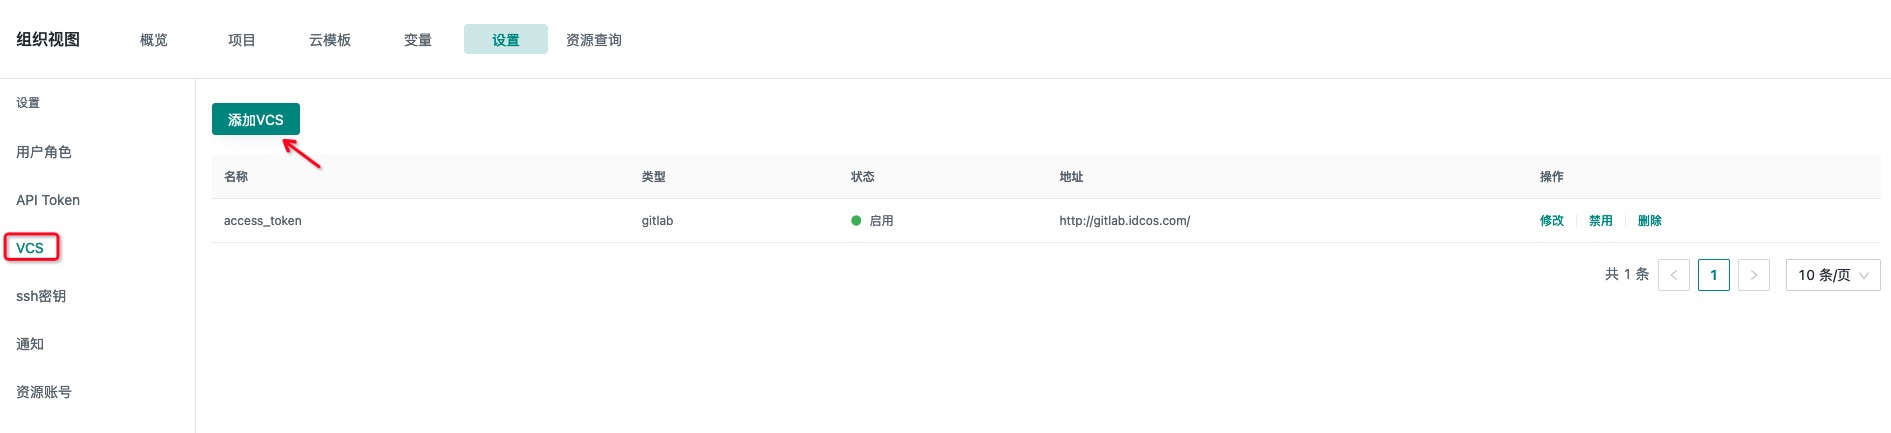 组织视图 概览 项目 云模板 变量 设置 资源查询
设置
添加VCS
用户角色
名称 类型 状态 地址 操作
API Token
access_token gitlab 启用 http://gitlab.idcos.com/ 修改 禁用 删除
VCS
共 1 条 < 1 > 10 条/页
ssh密钥
通知
资源账号